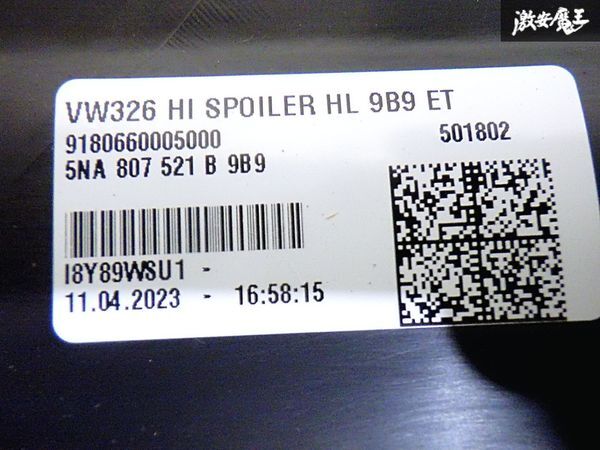 激安魔王
VW326 HI SPOILER HL 9B9 ET
9180660005000 501802
5NA 807 521 B 9B9
I8Y89WSU1 -
11.04.2023 - 16:58:15